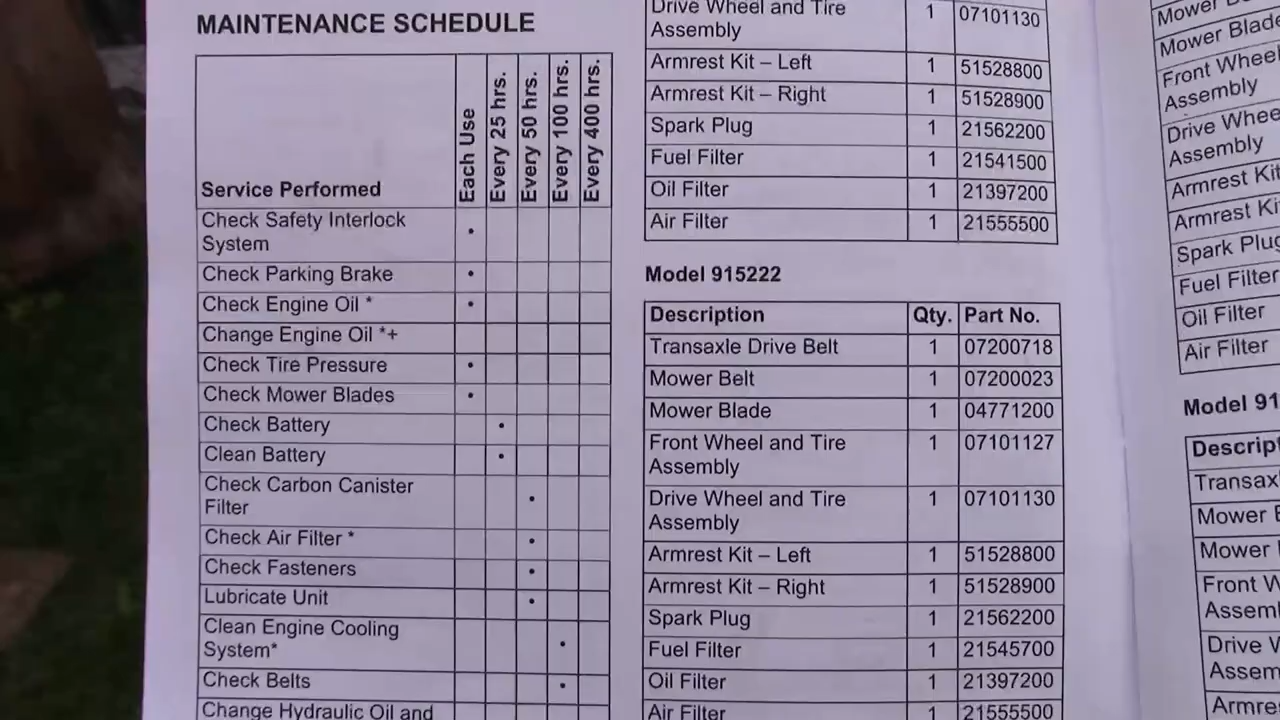 MAINTENANCE SCHEDULE
Service Performed
Each Use
Every 25 hrs.
Every 50 hrs.
Every 100 hrs.
Every 400 hrs.
Check Safety Interlock
System •
Check Parking Brake •
Check Engine Oil * •
Change Engine Oil *+
Check Tire Pressure •
Check Mower Blades •
Check Battery •
Clean Battery •
Check Carbon Canister
Filter •
Check Air Filter * •
Check Fasteners •
Lubricate Unit •
Clean Engine Cooling
System* •
Check Belts •
Change Hydraulic Oil and
Drive Wheel and Tire
Assembly 1 07101130
Armrest Kit – Left 1 51528800
Armrest Kit – Right 1 51528900
Spark Plug 1 21562200
Fuel Filter 1 21541500
Oil Filter 1 21397200
Air Filter 1 21555500
Model 915222
Description Qty. Part No.
Transaxle Drive Belt 1 07200718
Mower Belt 1 07200023
Mower Blade 1 04771200
Front Wheel and Tire
Assembly 1 07101127
Drive Wheel and Tire
Assembly 1 07101130
Armrest Kit – Left 1 51528800
Armrest Kit – Right 1 51528900
Spark Plug 1 21562200
Fuel Filter 1 21545700
Oil Filter 1 21397200
Air Filter 1 21555500
Mower
Mower Blade
Front Wheel
Assembly
Drive Whee
Assembly
Armrest Kit
Armrest Ki
Spark Plug
Fuel Filter
Oil Filter
Air Filter
Model 91
Descrip
Transax
Mower
Mower
Front W
Assem
Drive W
Assem
Armre